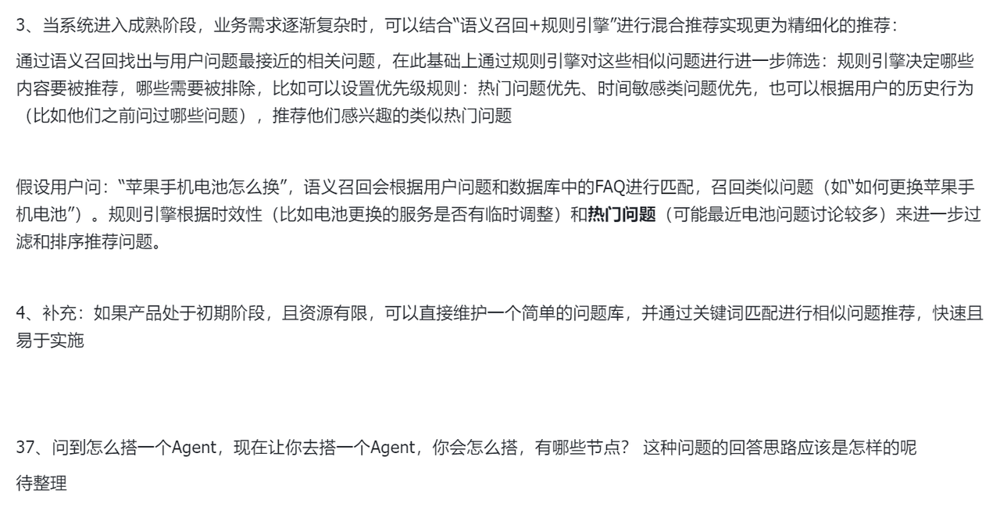 3、当系统进入成熟阶段，业务需求逐渐复杂时，可以结合“语义召回+规则引擎”进行混合推荐实现更为精细化的推荐：
通过语义召回找出与用户问题最接近的相关问题，在此基础上通过规则引擎对这些相似问题进行进一步筛选：规则引擎决定哪些
内容要被推荐，哪些需要被排除，比如可以设置优先级规则：热门问题优先、时间敏感类问题优先，也可以根据用户的历史行为
（比如他们之前问过哪些问题），推荐他们感兴趣的类似热门问题
假设用户问：“苹果手机电池怎么换”，语义召回会根据用户问题和数据库中的FAQ进行匹配，召回类似问题（如“如何更换苹果手
机电池”）。规则引擎根据时效性（比如电池更换的服务是否有临时调整）和热门问题（可能最近电池问题讨论较多）来进一步过
滤和排序推荐问题。
4、补充：如果产品处于初期阶段，且资源有限，可以直接维护一个简单的问题库，并通过关键词匹配进行相似问题推荐，快速且
易于实施
37、问到怎么搭一个Agent，现在让你去搭一个Agent，你会怎么搭，有哪些节点？ 这种问题的回答思路应该是怎样的呢
待整理